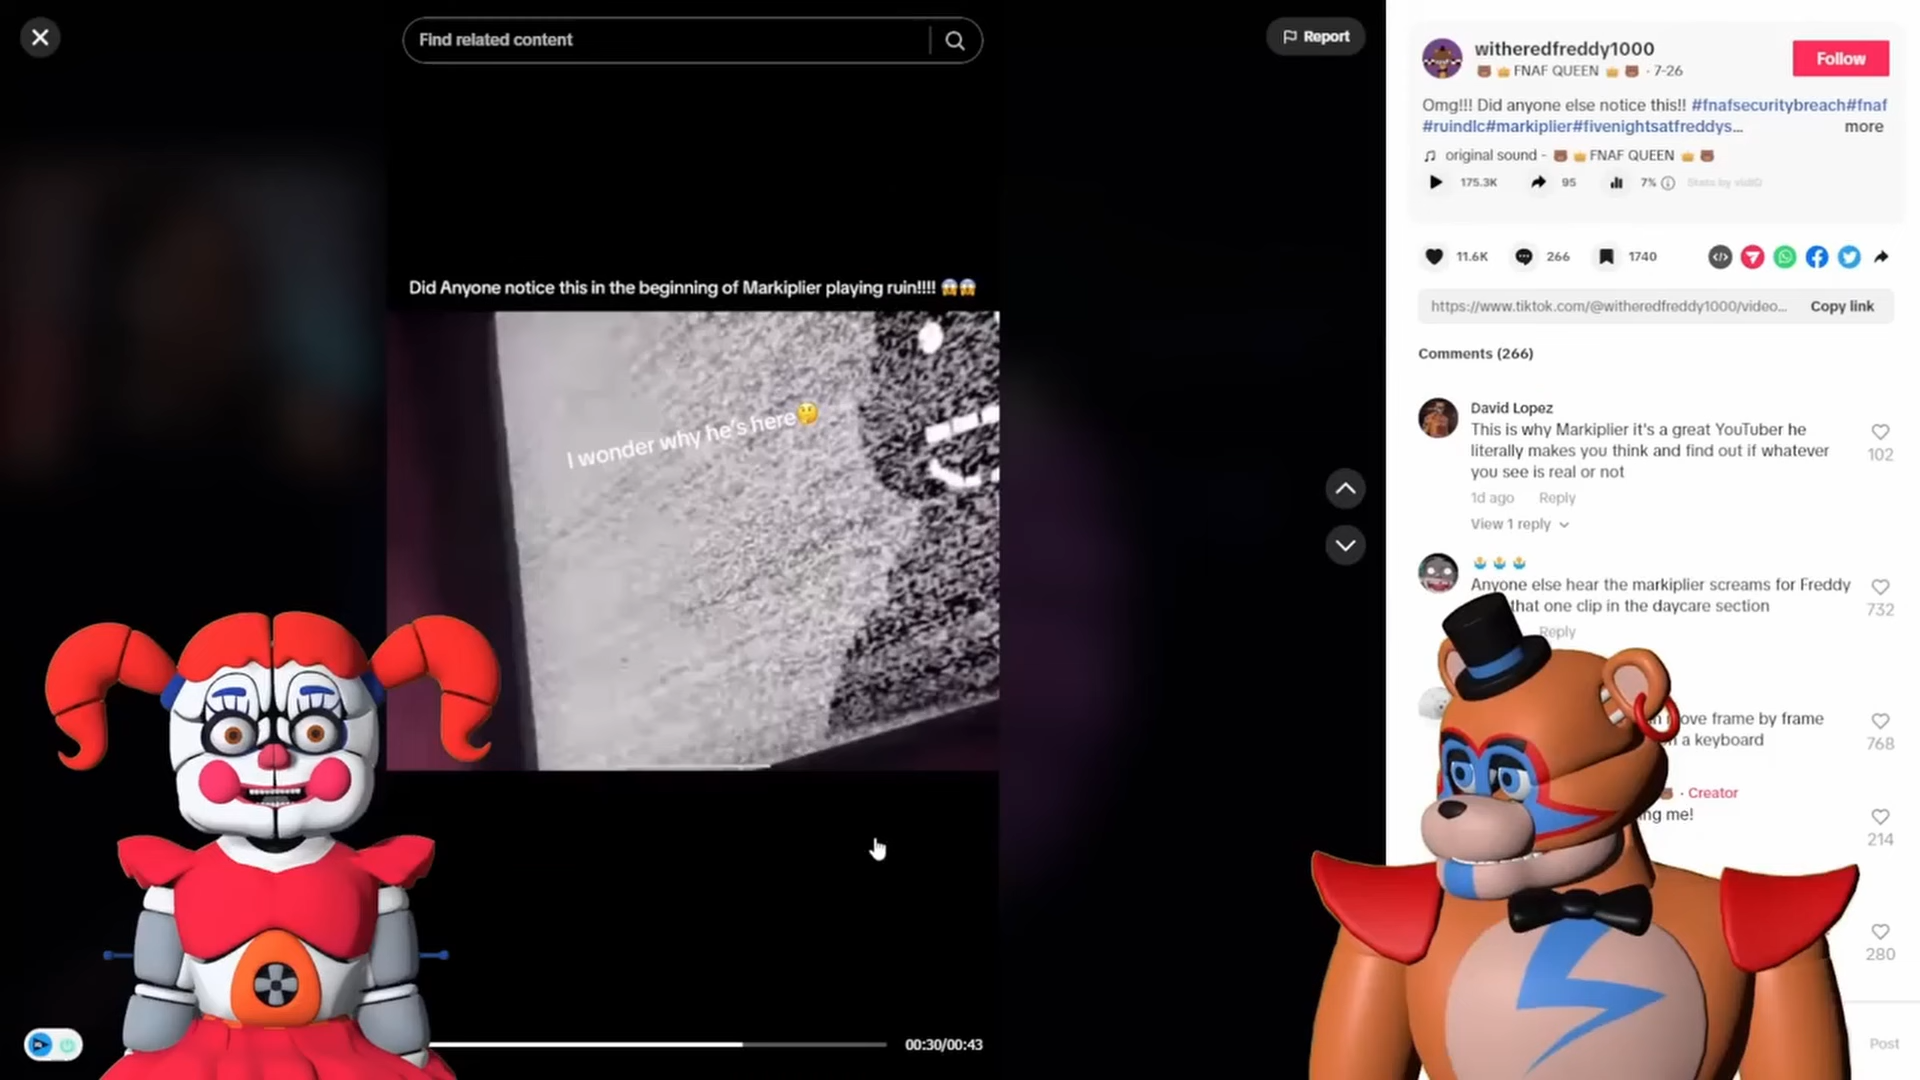 Find related content
Report
Did Anyone notice this in the beginning of Markiplier playing ruin!!!! 😱😱
I wonder why he's here🤔
00:30/00:43
witheredfreddy1000
🐻 👑 FNAF QUEEN 👑 🐻 · 7-26
Follow
Omg!!! Did anyone else notice this!! #fnafsecuritybreach#fnaf
#ruindlc#markiplier#fivenightsatfreddys...
more
original sound - 🐻 👑 FNAF QUEEN 👑 🐻
175.3K 95 7% Stats by vidIQ
11.6K 266 1740
https://www.tiktok.com/@witheredfreddy1000/video... Copy link
Comments (266)
David Lopez
This is why Markiplier it's a great YouTuber he
literally makes you think and find out if whatever
you see is real or not
102
1d ago Reply
View 1 reply
Anyone else hear the markiplier screams for Freddy
that one clip in the daycare section
732
Reply
ove frame by frame
a keyboard
768
· Creator
ng me!
214
280
Post